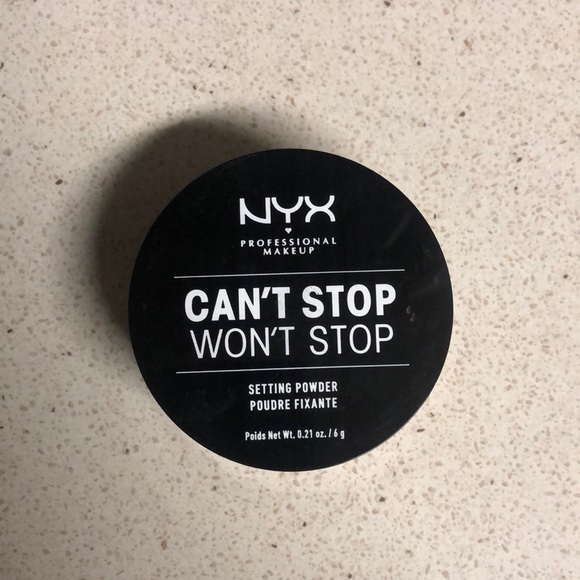 NYX
PROFESSIONAL
MAKEUP
CAN'T STOP
WON'T STOP
SETTING POWDER
POUDRE FIXANTE
Poids Net Wt. 0.21 oz. / 6 g